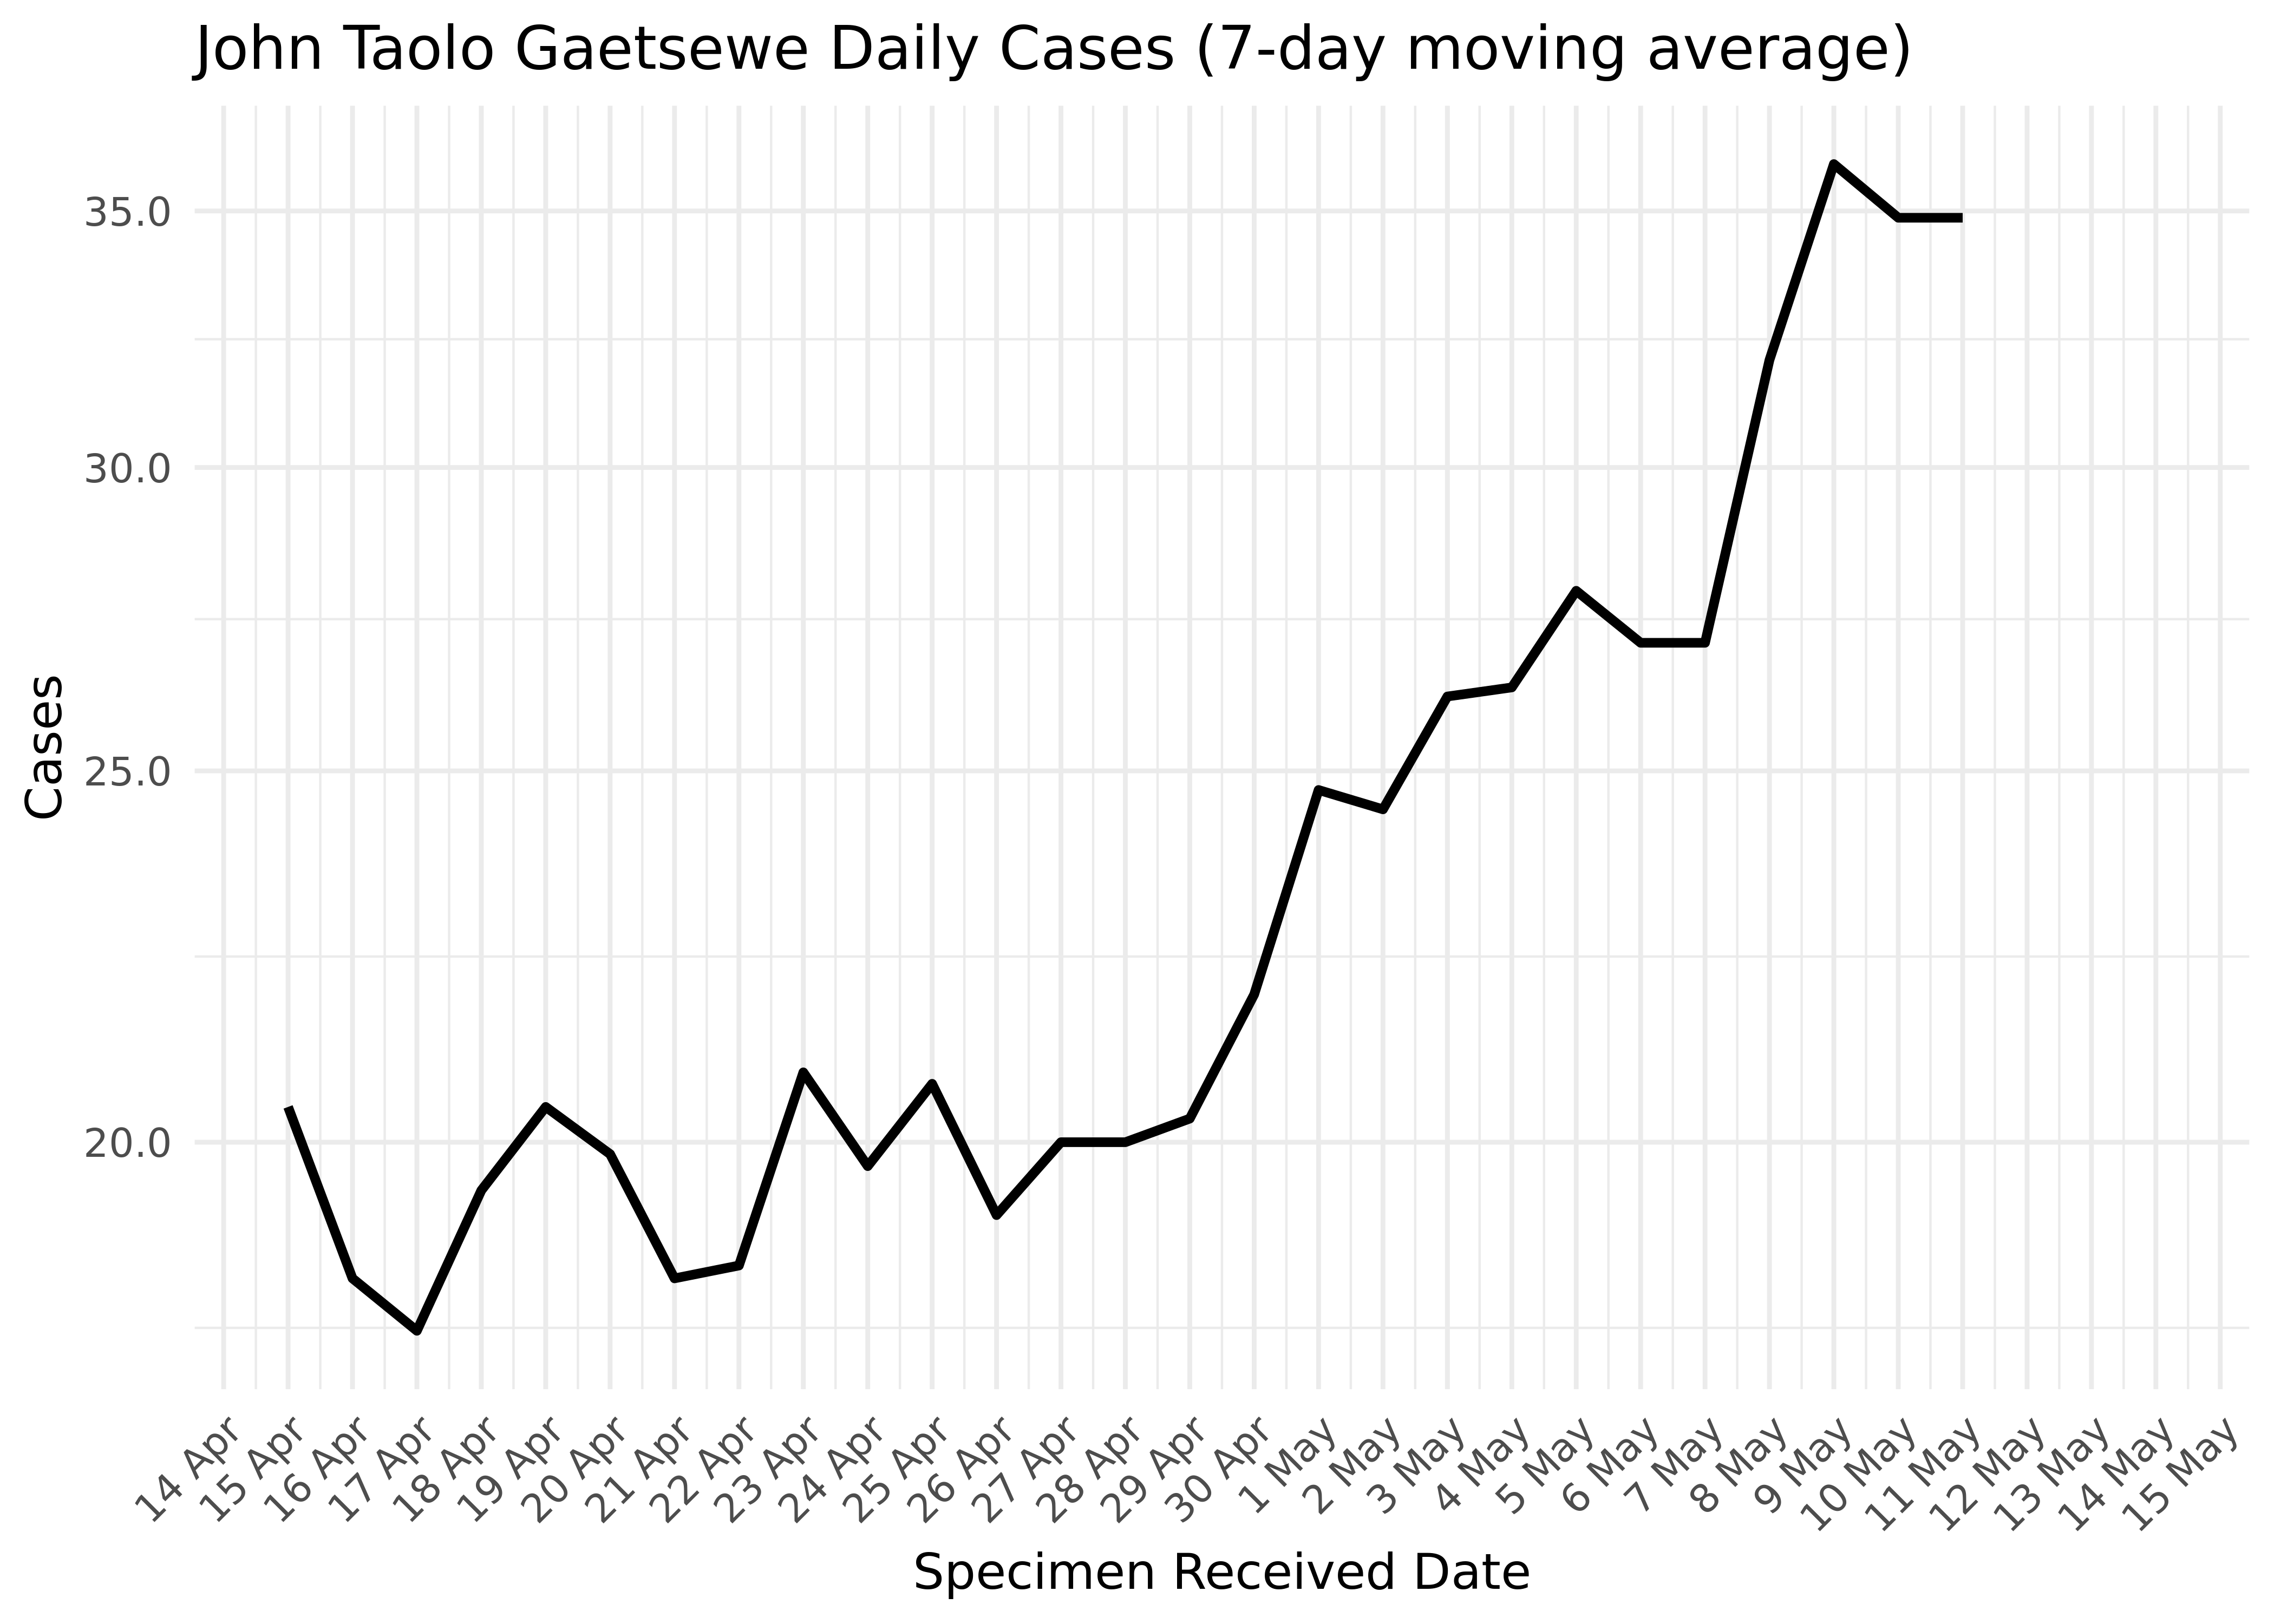 John Taolo Gaetsewe Daily Cases (7-day moving average)
35.0
30.0
25.0
20.0
Cases
14 Apr
15 Apr
16 Apr
17 Apr
18 Apr
19 Apr
20 Apr
21 Apr
22 Apr
23 Apr
24 Apr
25 Apr
26 Apr
27 Apr
28 Apr
29 Apr
30 Apr
1 May
2 May
3 May
4 May
5 May
6 May
7 May
8 May
9 May
10 May
11 May
12 May
13 May
14 May
15 May
Specimen Received Date